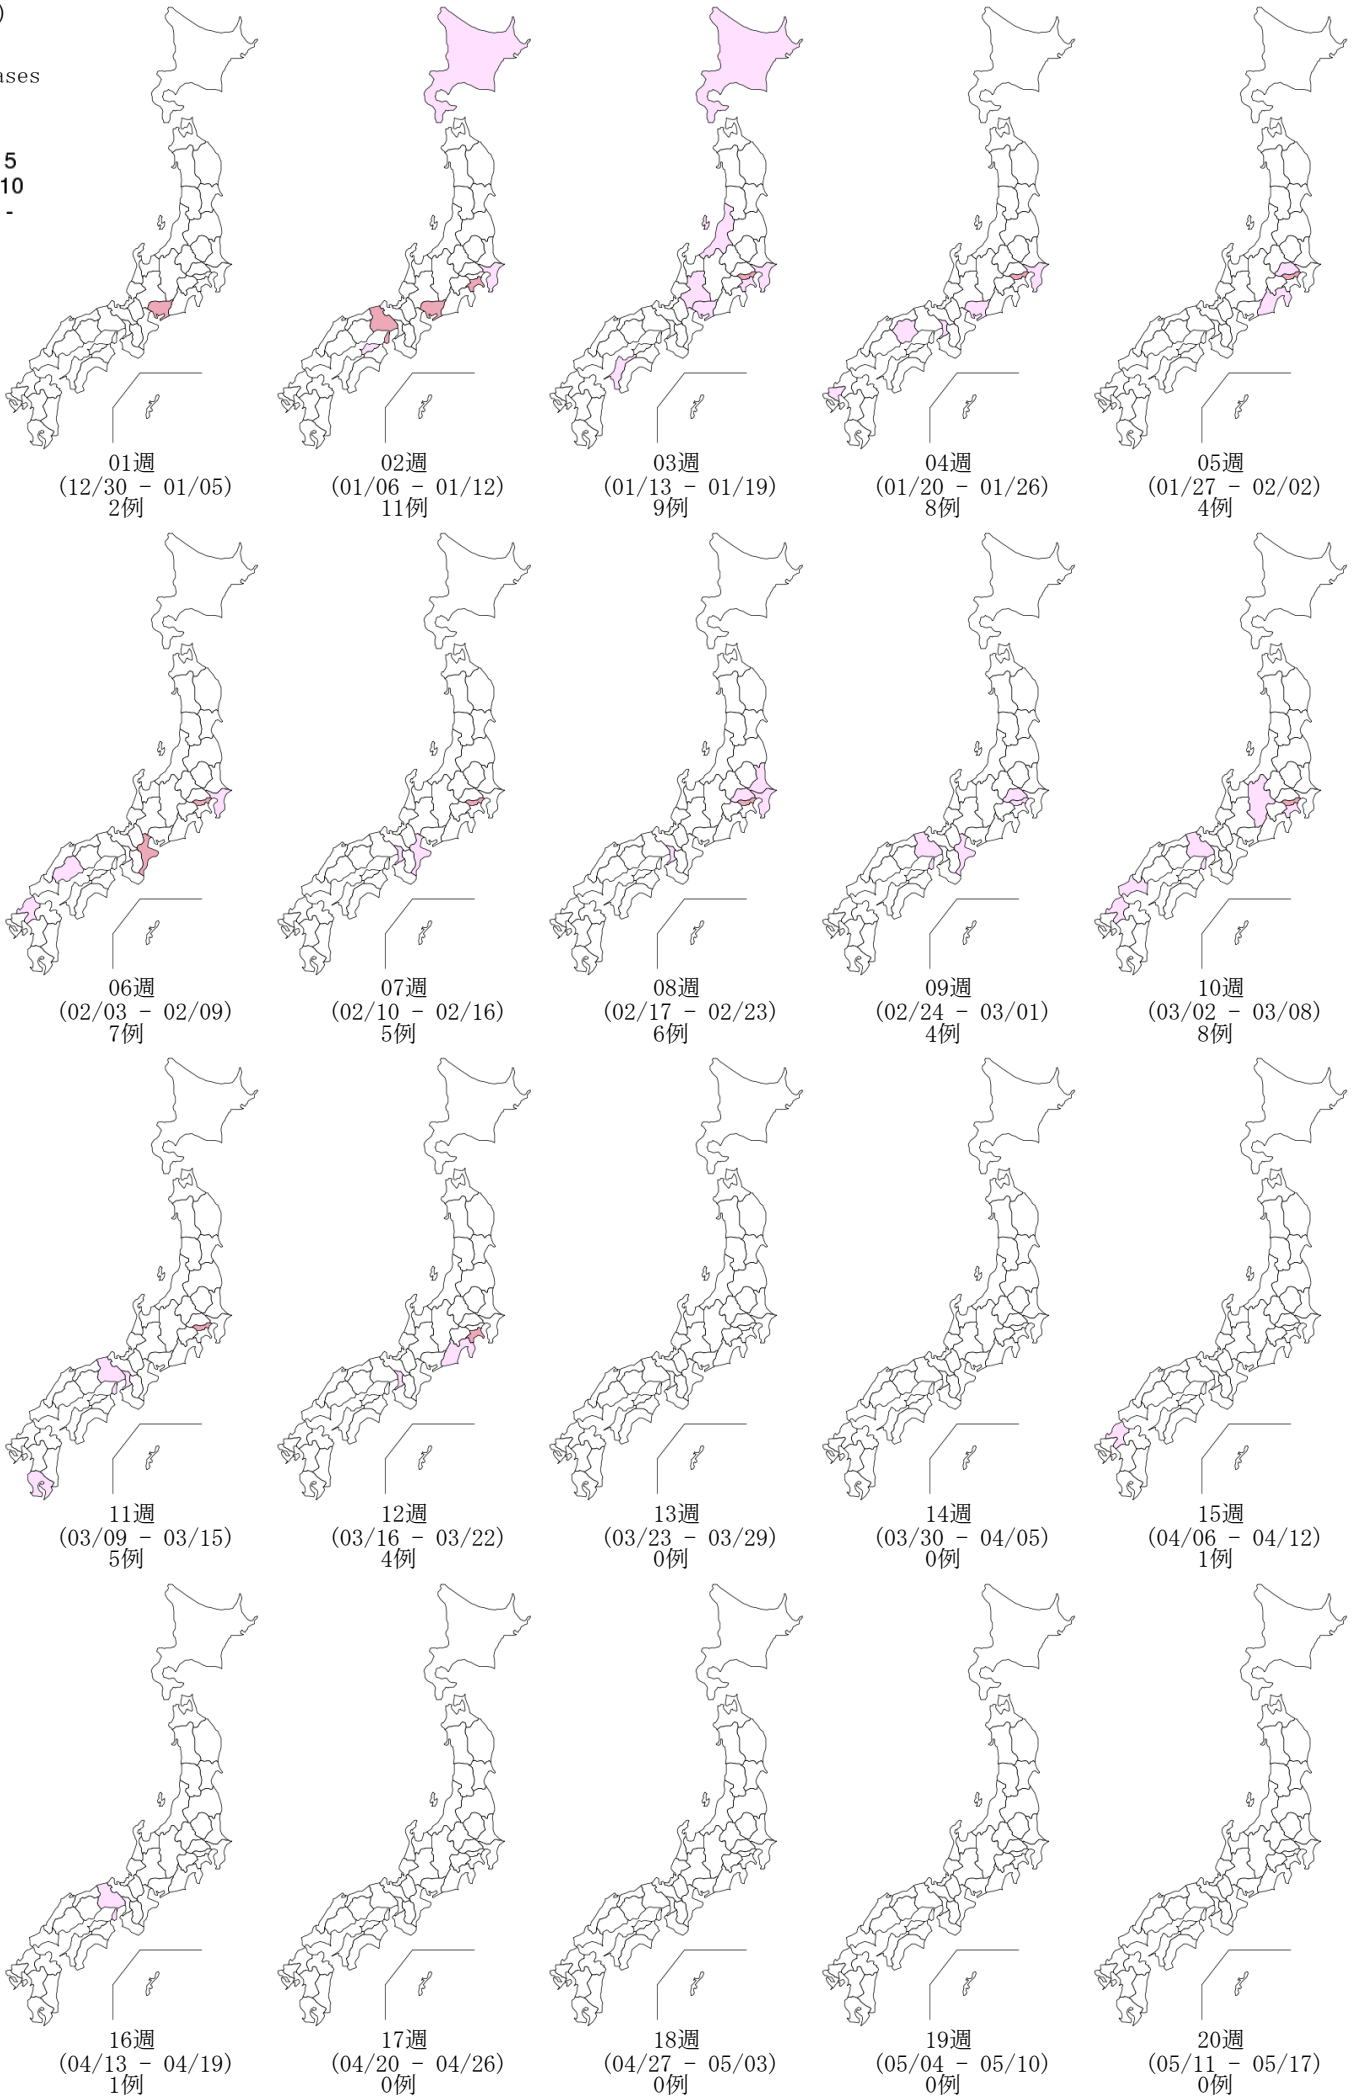 )
ases
5
10
-
01週
(12/30 - 01/05)
2例
02週
(01/06 - 01/12)
11例
03週
(01/13 - 01/19)
9例
04週
(01/20 - 01/26)
8例
05週
(01/27 - 02/02)
4例
06週
(02/03 - 02/09)
7例
07週
(02/10 - 02/16)
5例
08週
(02/17 - 02/23)
6例
09週
(02/24 - 03/01)
4例
10週
(03/02 - 03/08)
8例
11週
(03/09 - 03/15)
5例
12週
(03/16 - 03/22)
4例
13週
(03/23 - 03/29)
0例
14週
(03/30 - 04/05)
0例
15週
(04/06 - 04/12)
1例
16週
(04/13 - 04/19)
1例
17週
(04/20 - 04/26)
0例
18週
(04/27 - 05/03)
0例
19週
(05/04 - 05/10)
0例
20週
(05/11 - 05/17)
0例